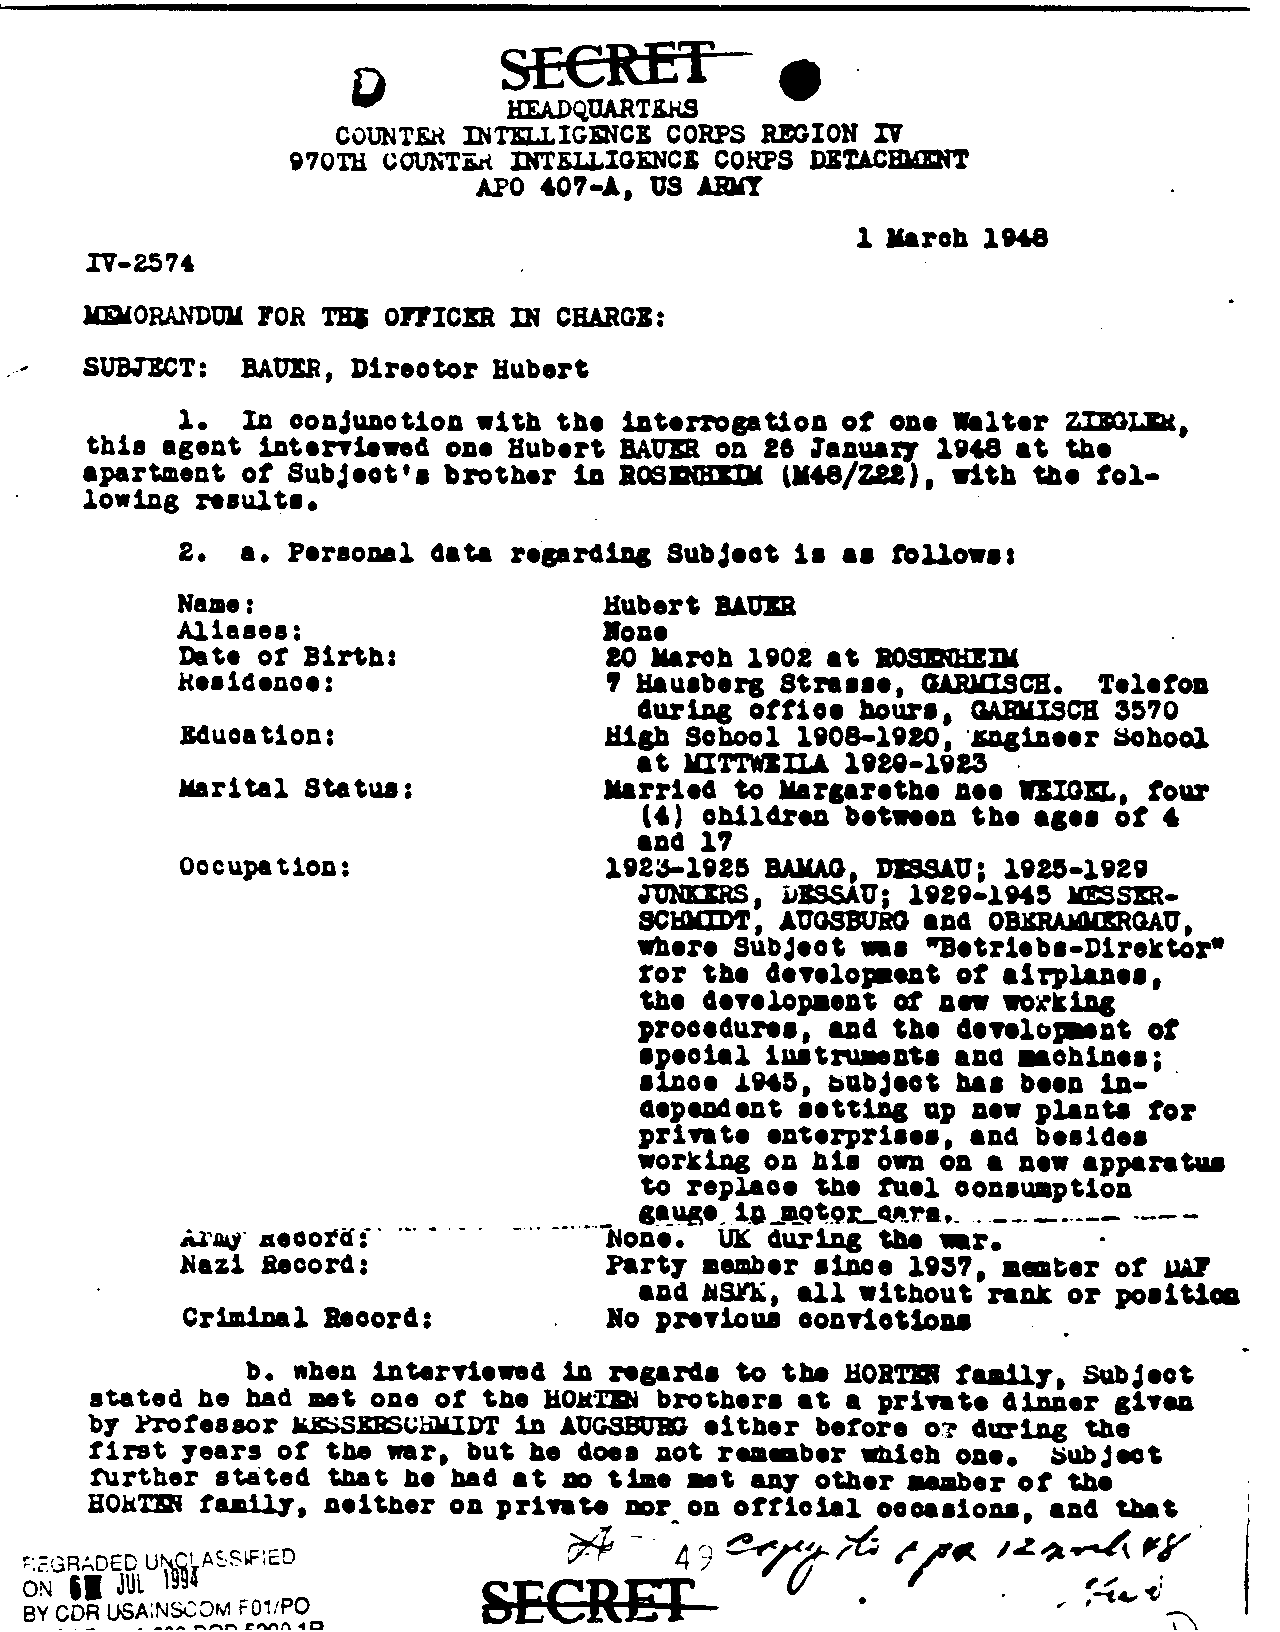 D
SECRET
HEADQUARTERS
COUNTER INTELLIGENCE CORPS REGION IV
970TH COUNTER INTELLIGENCE CORPS DETACHMENT
APO 407-A, US ARMY
1 March 1948
IV-2574
MEMORANDUM FOR THE OFFICER IN CHARGE:
SUBJECT: BAUER, Director Hubert
1. In conjunction with the interrogation of one Walter ZIEGLER,
this agent interviewed one Hubert BAUER on 26 January 1948 at the
apartment of Subject's brother in ROSENHEIM (M48/Z22), with the fol-
lowing results.
2. a. Personal data regarding Subject is as follows:
Name: Hubert BAUER
Aliases: None
Date of Birth: 20 March 1902 at ROSENHEIM
Residence: 7 Hausberg Strasse, GARMISCH. Telefon
during office hours, GARMISCH 3570
Education: High School 1908-1920, Engineer School
at MITTWEILA 1920-1923
Marital Status: Married to Margarethe nee WEIGEL, four
(4) children between the ages of 4
and 17
Occupation: 1923-1925 BAMAG, DESSAU; 1925-1929
JUNKERS, DESSAU; 1929-1945 MESSER-
SCHMIDT, AUGSBURG and OBERAMMERGAU,
where Subject was "Betriebs-Direktor"
for the development of airplanes,
the development of new working
procedures, and the development of
special instruments and machines;
since 1945, Subject has been in-
dependent setting up new plants for
private enterprises, and besides
working on his own on a new apparatus
to replace the fuel consumption
gauge in motor cars.
Army Record: None. UK during the war.
Nazi Record: Party member since 1937, member of DAF
and NSFK, all without rank or position
Criminal Record: No previous convictions
b. When interviewed in regards to the HORTEN family, Subject
stated he had met one of the HORTEN brothers at a private dinner given
by Professor MESSERSCHMIDT in AUGSBURG either before or during the
first years of the war, but he does not remember which one. Subject
further stated that he had at no time met any other member of the
HORTEN family, neither on private nor on official occasions, and that
49 copy to
REGRADED UNCLASSIFIED
ON JUL 1994
BY CDR USAINSCOM F01/PO
SECRET